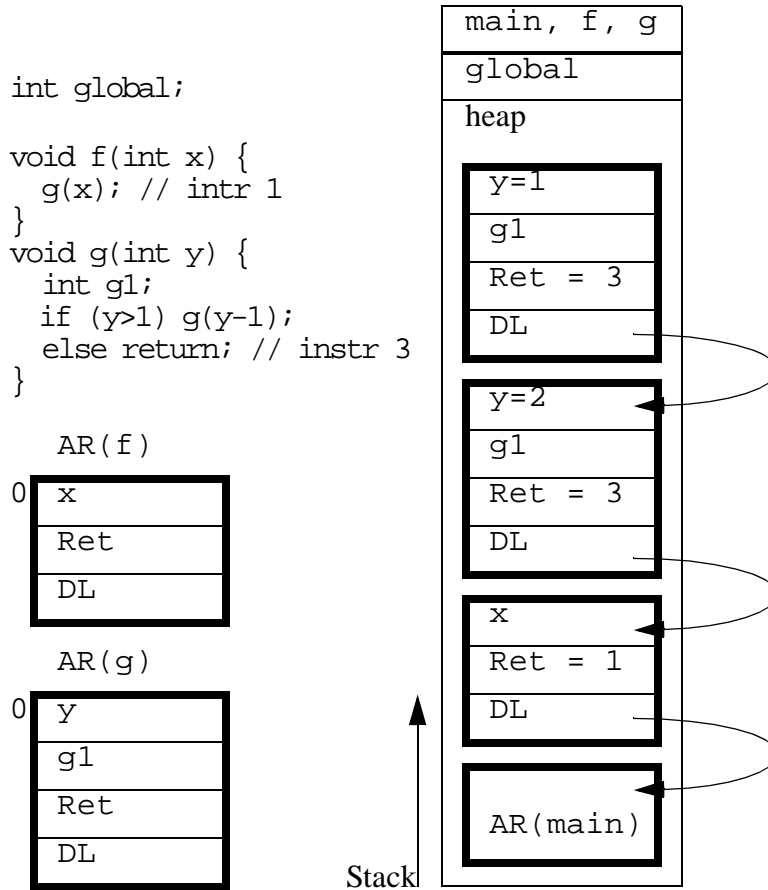 int global;
void f(int x) {
g(x); // intr 1
}
void g(int y) {
int g1;
if (y>1) g(y-1);
else return; // instr 3
}
AR(f)
0
x
Ret
DL
AR(g)
0
y
g1
Ret
DL
main, f, g
global
heap
y=1
g1
Ret = 3
DL
y=2
g1
Ret = 3
DL
x
Ret = 1
DL
AR(main)
Stack